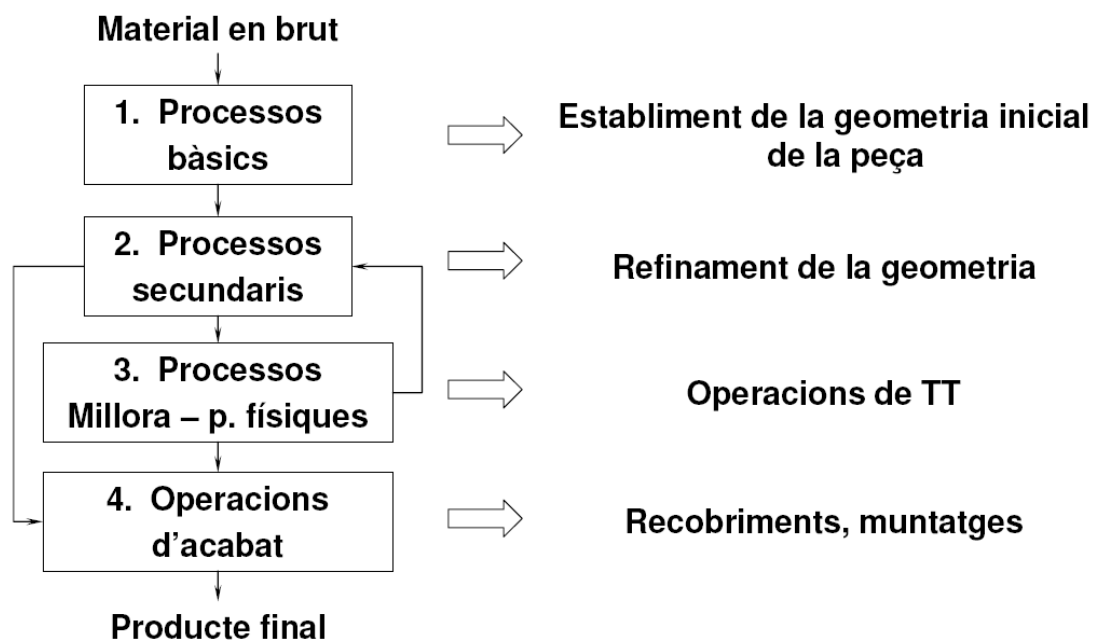 Material en brut
1. Processos
bàsics
Establiment de la geometria inicial
de la peça
2. Processos
secundaris
Refinament de la geometria
3. Processos
Millora – p. físiques
Operacions de TT
4. Operacions
d'acabat
Recobriments, muntatges
Producte final